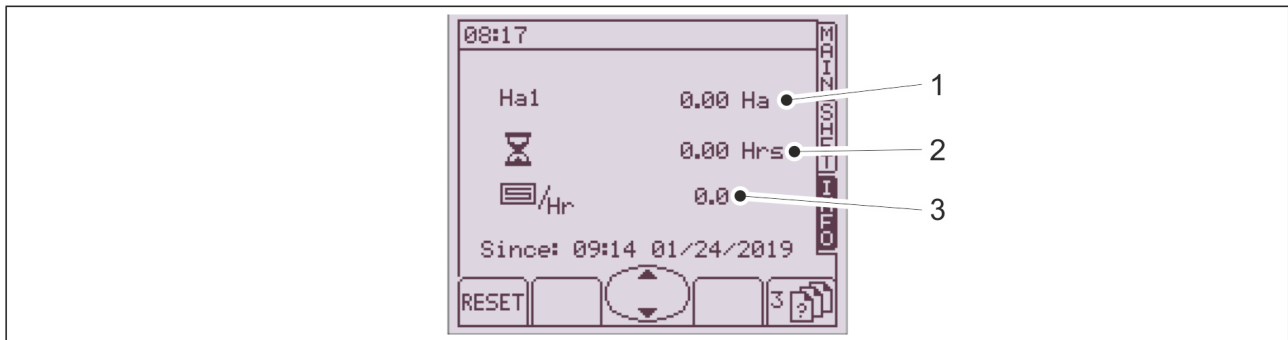 08:17
MAIN SHFT
INFO
Ha1 0.00 Ha
1
0.00 Hrs
2
/Hr 0.0
3
Since: 09:14 01/24/2019
RESET
3 ?